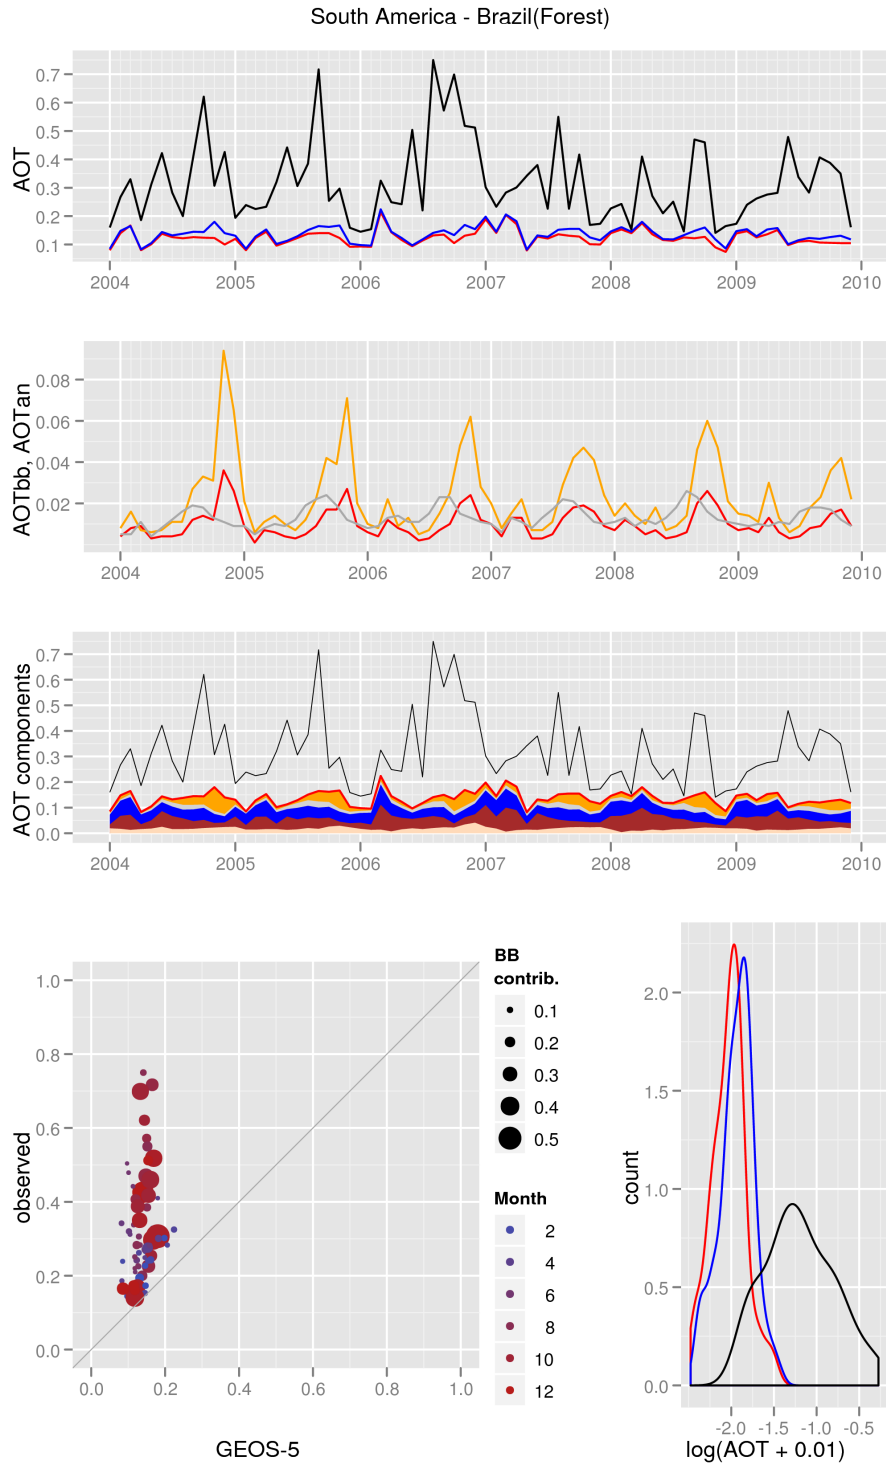 South America - Brazil(Forest)
AOT
0.7
0.6
0.5
0.4
0.3
0.2
0.1
2004 2005 2006 2007 2008 2009 2010
AOTbb, AOTan
0.08
0.06
0.04
0.02
2004 2005 2006 2007 2008 2009 2010
AOT components
0.7
0.6
0.5
0.4
0.3
0.2
0.1
0.0
2004 2005 2006 2007 2008 2009 2010
observed
1.0
0.8
0.6
0.4
0.2
0.0
0.0 0.2 0.4 0.6 0.8 1.0
GEOS-5
BB
contrib.
0.1
0.2
0.3
0.4
0.5
Month
2
4
6
8
10
12
count
2.0
1.5
1.0
0.5
0.0
-2.0 -1.5 -1.0 -0.5
log(AOT + 0.01)